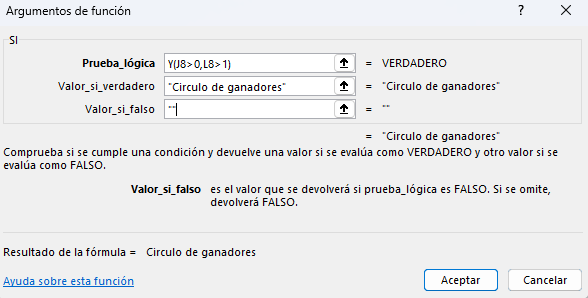 Argumentos de función
?
SI
Prueba_lógica Y(J8>0,L8>1) = VERDADERO
Valor_si_verdadero "Circulo de ganadores" = "Circulo de ganadores"
Valor_si_falso "" = ""
= "Circulo de ganadores"
Comprueba si se cumple una condición y devuelve una valor si se evalúa como VERDADERO y otro valor si se
evalúa como FALSO.
Valor_si_falso es el valor que se devolverá si prueba_lógica es FALSO. Si se omite,
devolverá FALSO.
Resultado de la fórmula = Circulo de ganadores
Ayuda sobre esta función
Aceptar
Cancelar